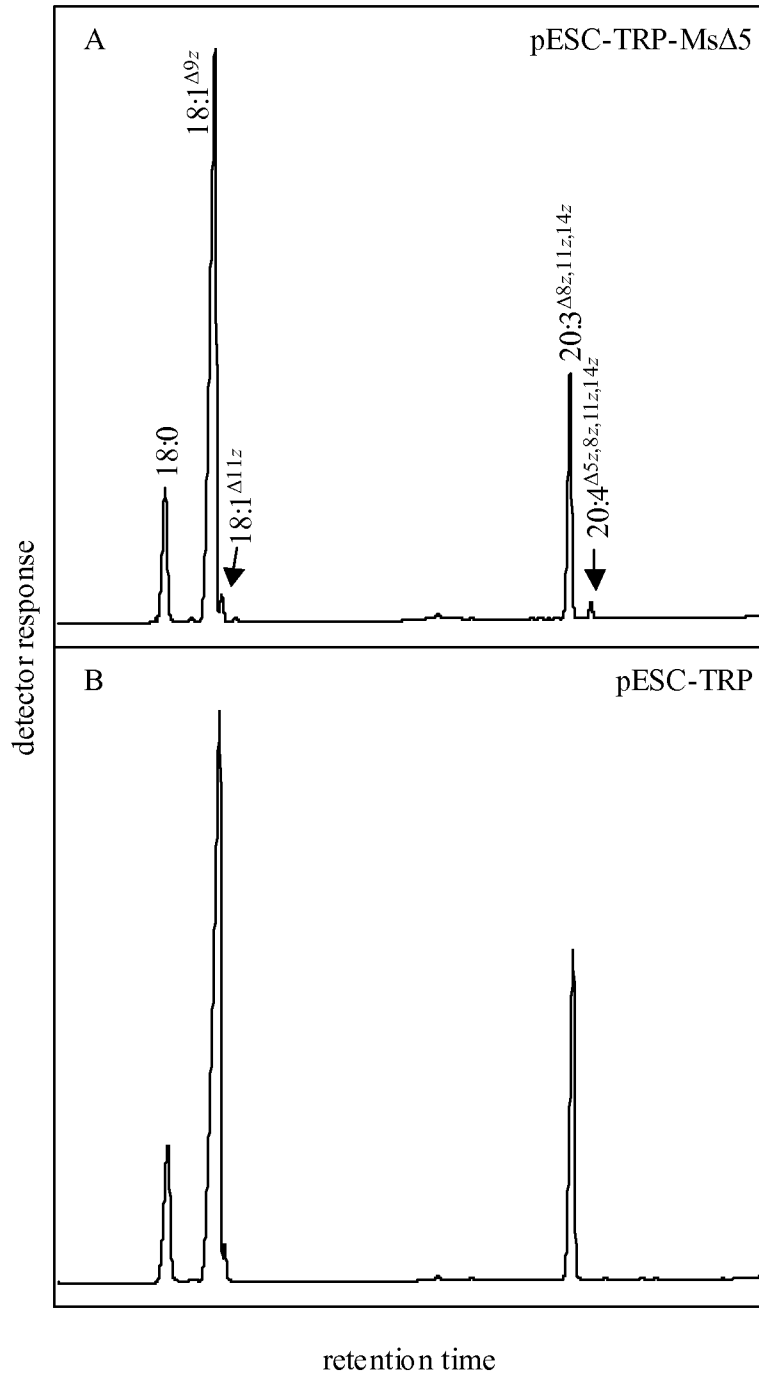 A
pESC-TRP-MsΔ5
18:0
18:1Δ9z
18:1Δ11z
20:3Δ8z,11z,14z
20:4Δ5z,8z,11z,14z
B
pESC-TRP
detector response
retention time